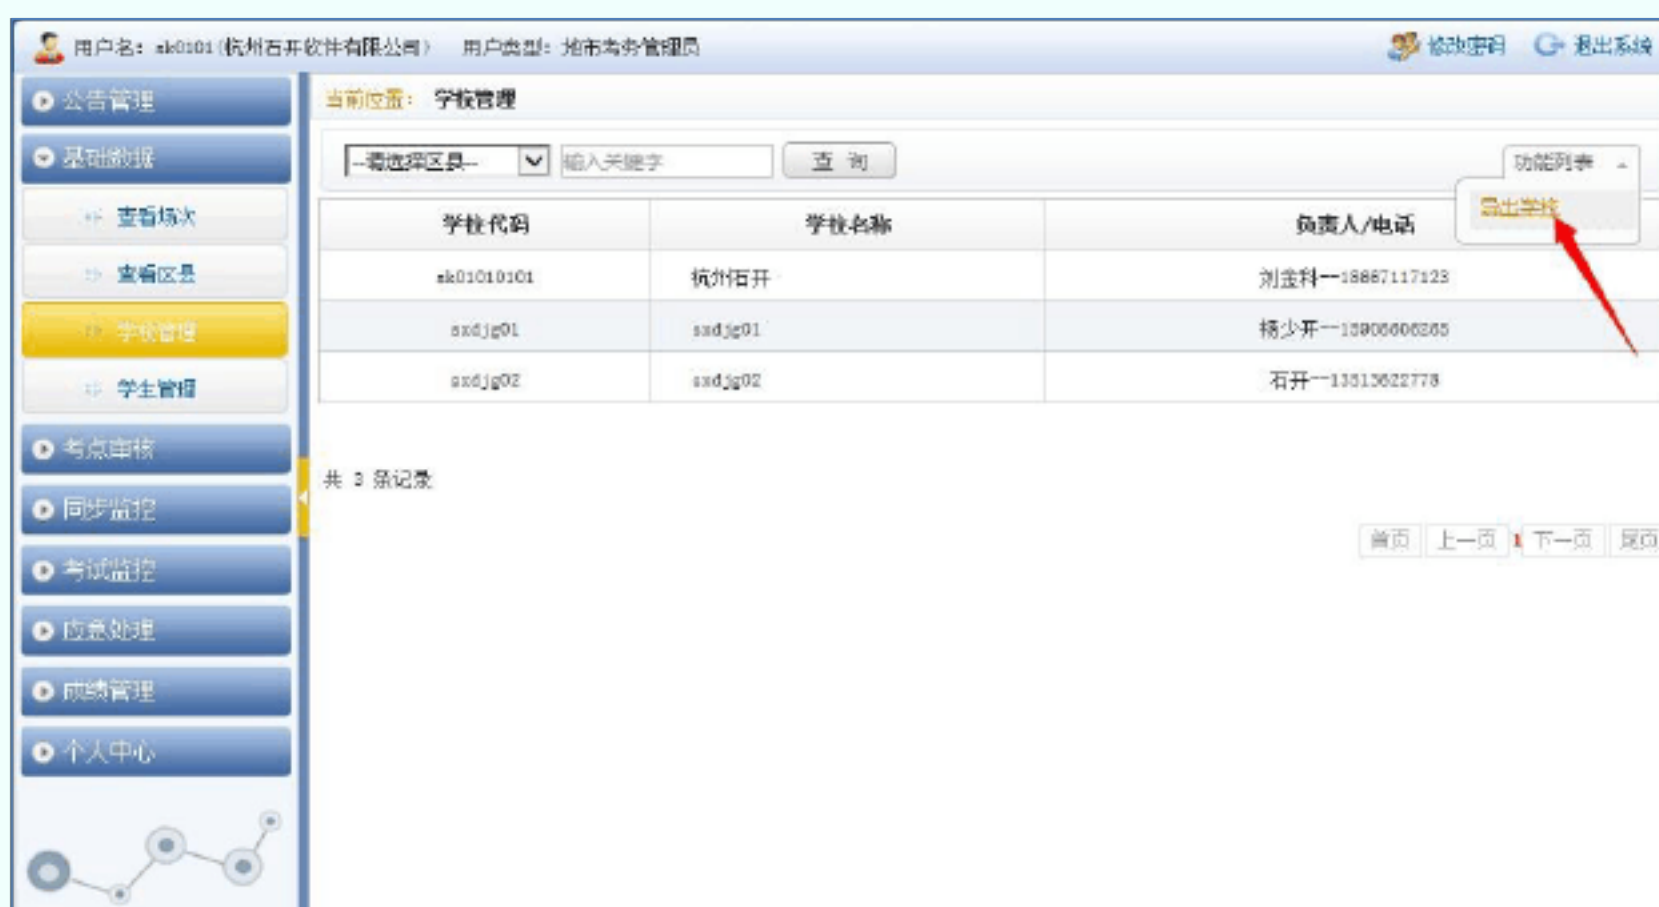 用户名：sk0101(杭州石开软件有限公司) 用户类型：地市考务管理员 修改密码 退出系统
公告管理
当前位置： 学校管理
基础数据
--请选择区县-- 输入关键字 查 询 功能列表
导出学校
查看场次
学校代码 学校名称 负责人/电话
查看区县
sk01010101 杭州石开 刘金科--18667117123
学校管理
sxdjg01 sxdjg01 杨少开--15906606265
学生管理
sxdjg02 sxdjg02 石开--13513622778
考点审核
共 3 条记录
同步监控
首页 上一页 1 下一页 尾页
考试监控
应急处理
成绩管理
个人中心